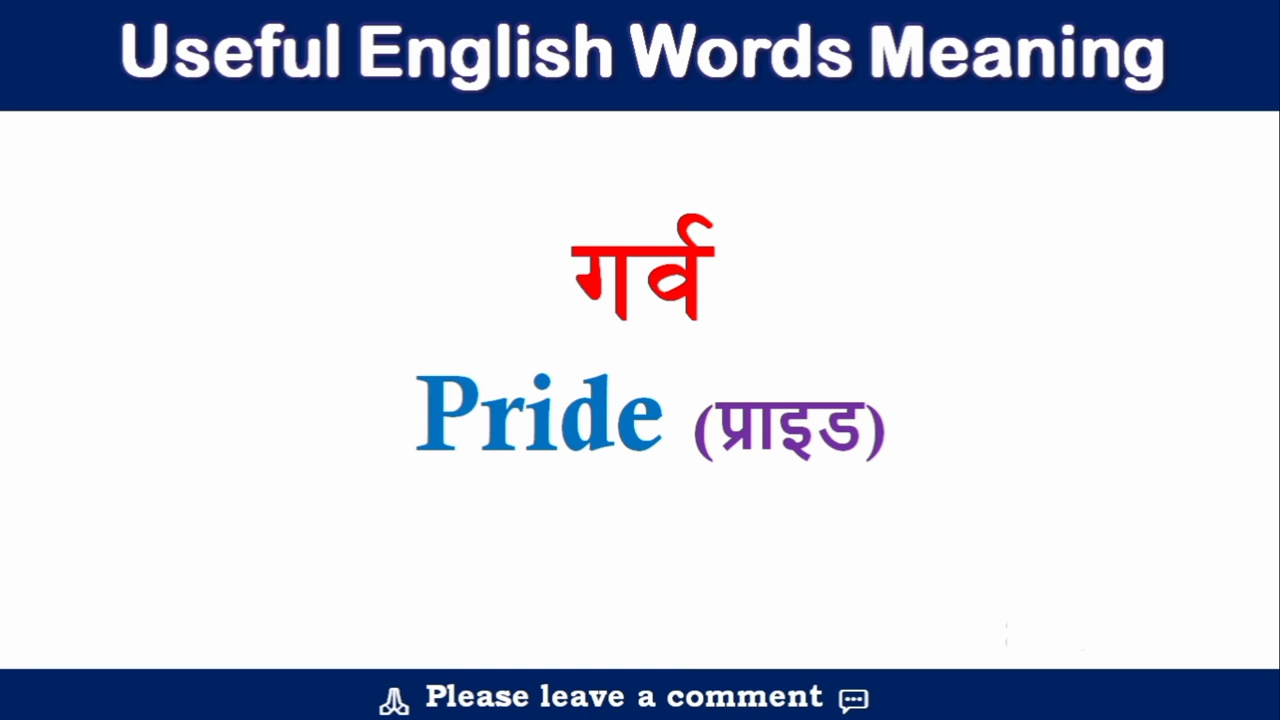 Useful English Words Meaning
गर्व
Pride (प्राइड)
Please leave a comment